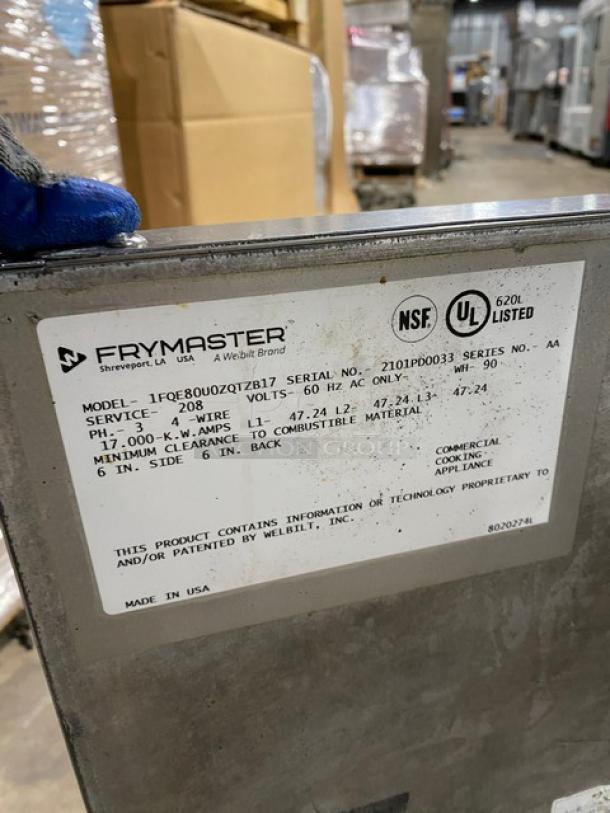 FRYMASTER
Shreveport, LA USA A Welbilt Brand
NSF.
UL 620L LISTED
MODEL- 1FQE80U0ZQTZB17 SERIAL NO.- 2101PD0033 SERIES NO.- AA
SERVICE- 208 VOLTS- 60 HZ AC ONLY- WH- 90
PH.- 3 4 -WIRE
17.000-K.W.AMPS L1- 47.24 L2- 47.24 L3- 47.24
MINIMUM CLEARANCE TO COMBUSTIBLE MATERIAL
6 IN. SIDE 6 IN. BACK
COMMERCIAL
COOKING
APPLIANCE
THIS PRODUCT CONTAINS INFORMATION OR TECHNOLOGY PROPRIETARY TO
AND/OR PATENTED BY WELBILT, INC.
8020274L
MADE IN USA
AUCTION GROUP